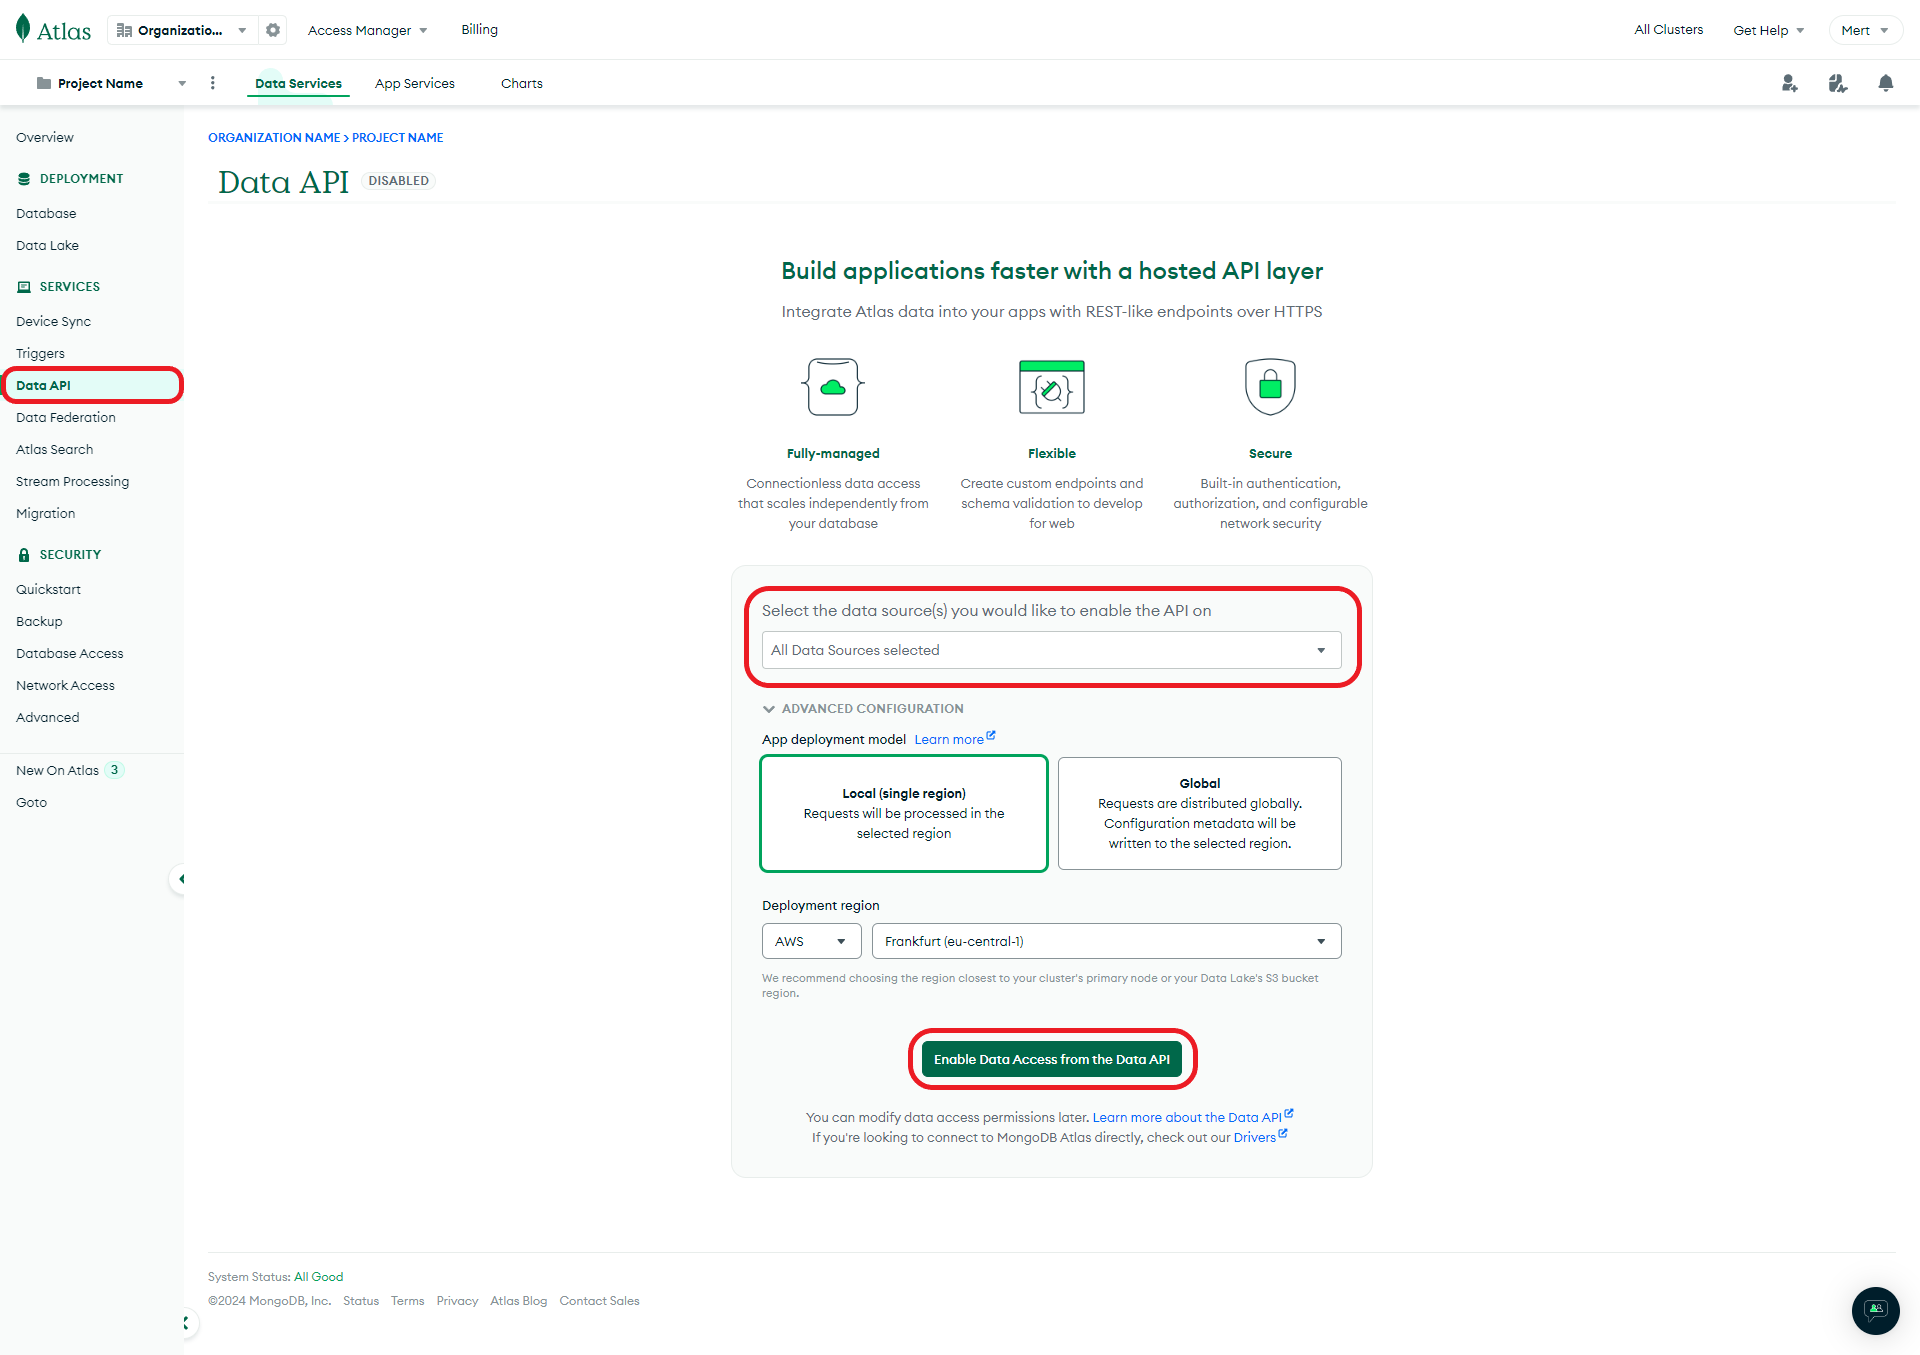 Atlas
Organizatio...
Access Manager
Billing
All Clusters
Get Help
Mert
Project Name
Data Services
App Services
Charts
Overview
DEPLOYMENT
Database
Data Lake
SERVICES
Device Sync
Triggers
Data API
Data Federation
Atlas Search
Stream Processing
Migration
SECURITY
Quickstart
Backup
Database Access
Network Access
Advanced
New On Atlas 3
Goto
ORGANIZATION NAME > PROJECT NAME
Data API DISABLED
Build applications faster with a hosted API layer
Integrate Atlas data into your apps with REST-like endpoints over HTTPS
Fully-managed
Connectionless data access
that scales independently from
your database
Flexible
Create custom endpoints and
schema validation to develop
for web
Secure
Built-in authentication,
authorization, and configurable
network security
Select the data source(s) you would like to enable the API on
All Data Sources selected
ADVANCED CONFIGURATION
App deployment model Learn more
Local (single region)
Requests will be processed in the
selected region
Global
Requests are distributed globally.
Configuration metadata will be
written to the selected region.
Deployment region
AWS
Frankfurt (eu-central-1)
We recommend choosing the region closest to your cluster's primary node or your Data Lake's S3 bucket
region.
Enable Data Access from the Data API
You can modify data access permissions later. Learn more about the Data API
If you're looking to connect to MongoDB Atlas directly, check out our Drivers
System Status: All Good
©2024 MongoDB, Inc. Status Terms Privacy Atlas Blog Contact Sales